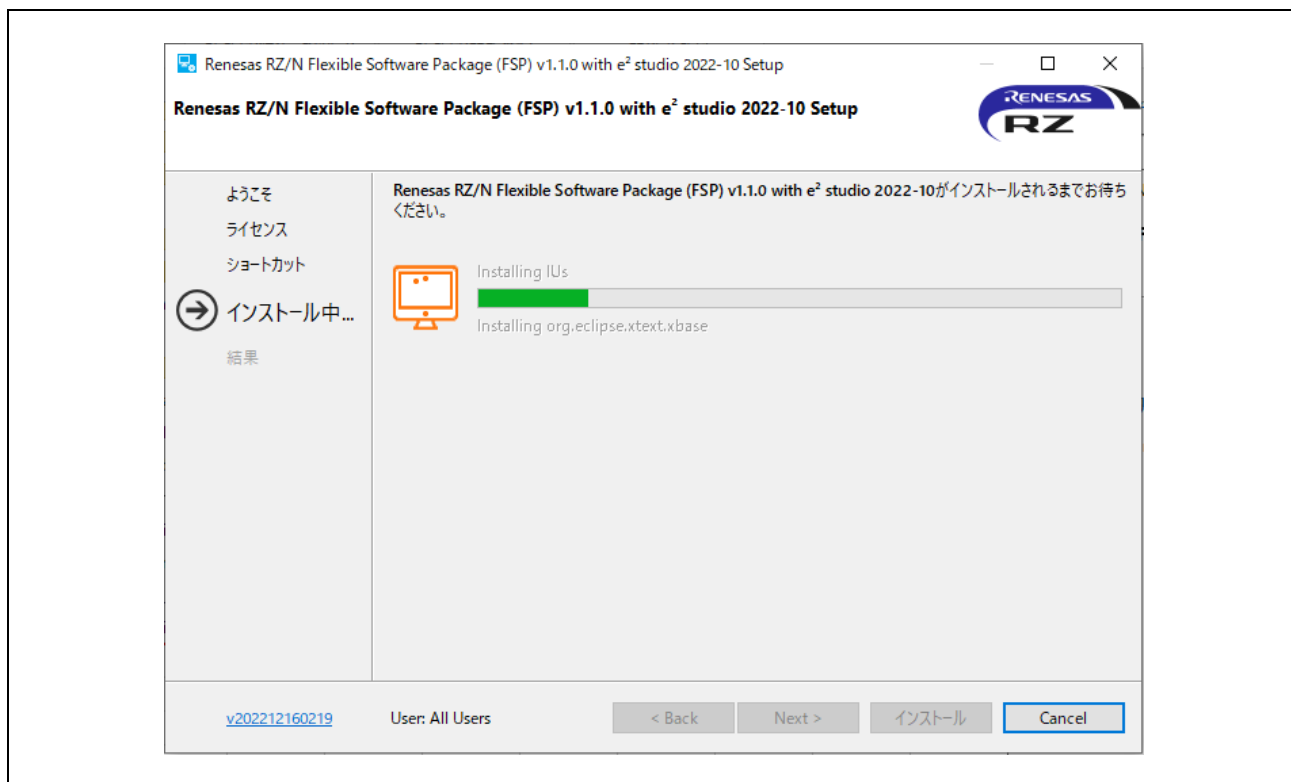 Renesas RZ/N Flexible Software Package (FSP) v1.1.0 with e² studio 2022-10 Setup
Renesas RZ/N Flexible Software Package (FSP) v1.1.0 with e² studio 2022-10 Setup
RENESAS
RZ
ようこそ
ライセンス
ショートカット
インストール中...
結果
Renesas RZ/N Flexible Software Package (FSP) v1.1.0 with e² studio 2022-10がインストールされるまでお待ち
ください。
Installing IUs
Installing org.eclipse.xtext.xbase
v202212160219
User: All Users
< Back
Next >
インストール
Cancel